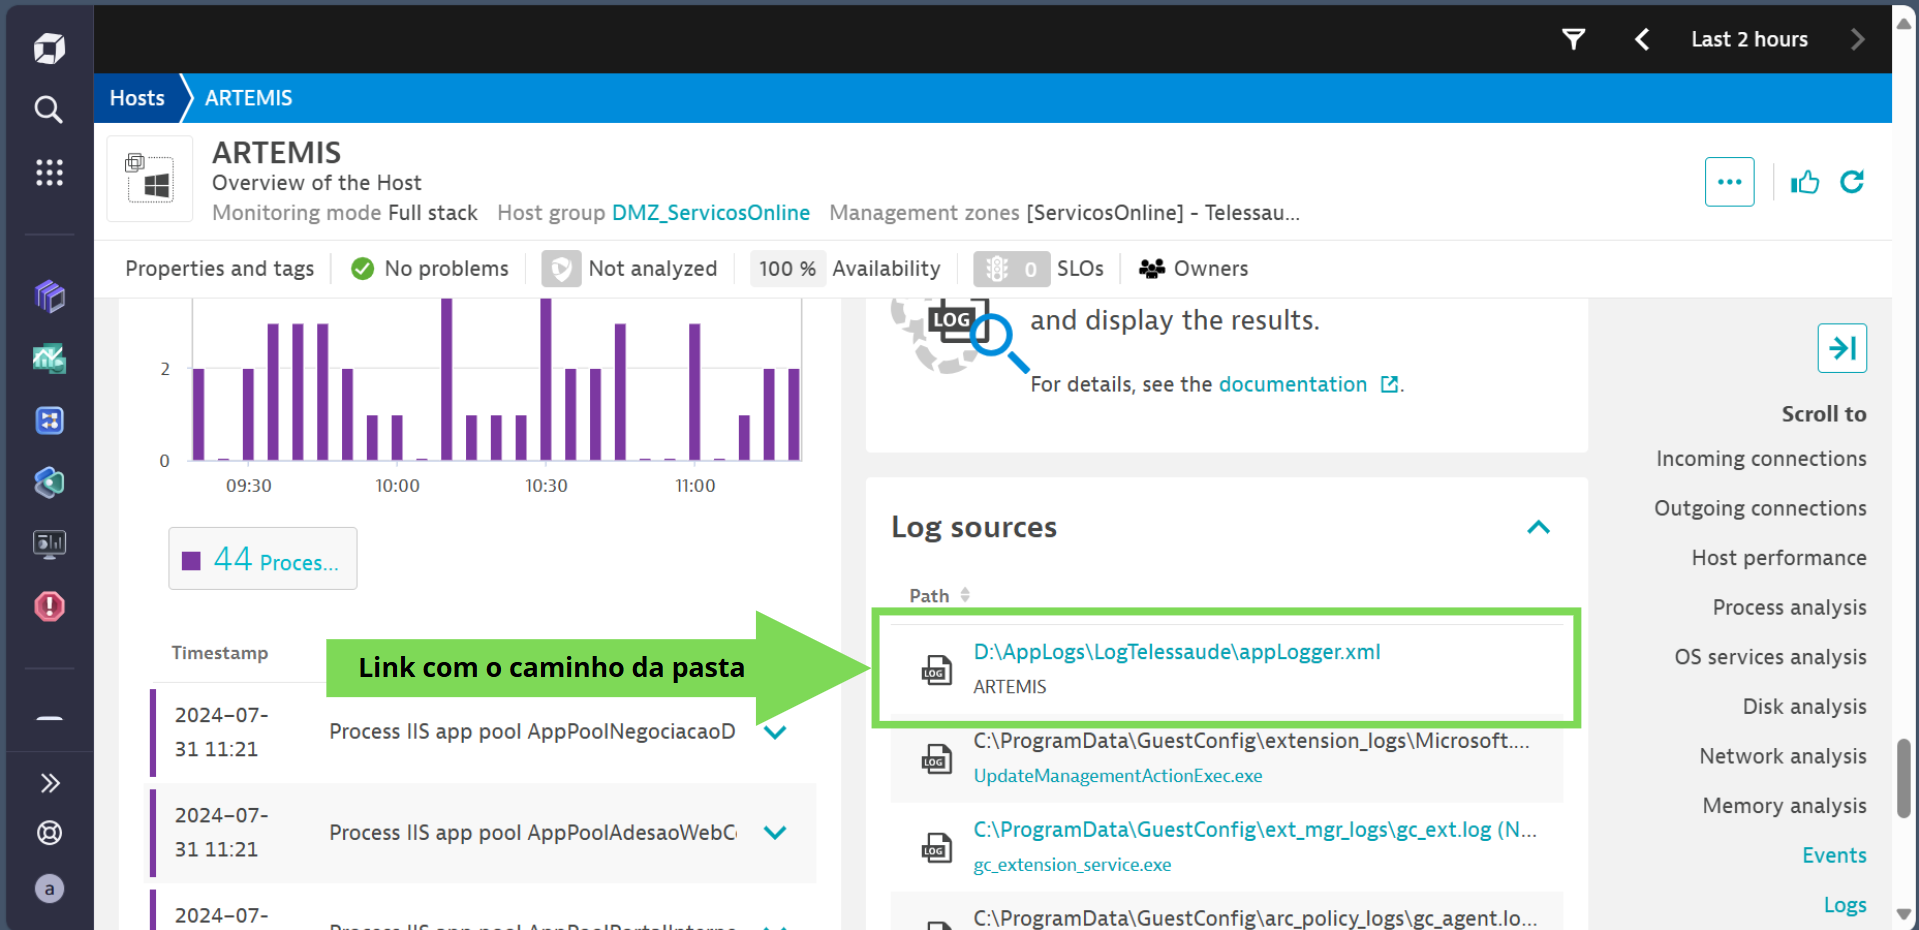 Last 2 hours
Hosts
ARTEMIS
ARTEMIS
Overview of the Host
Monitoring mode Full stack Host group DMZ_ServicosOnline Management zones [ServicosOnline] - Telessau...
Properties and tags
No problems
Not analyzed
100 % Availability
0 SLOs
Owners
2
0
09:30
10:00
10:30
11:00
44 Proces...
Timestamp
2024-07-
31 11:21
Process IIS app pool AppPoolNegociacaoD
2024-07-
31 11:21
Process IIS app pool AppPoolAdesaoWebC
2024-07-
LOG
and display the results.
For details, see the documentation.
Log sources
Path
Link com o caminho da pasta
LOG
D:\AppLogs\LogTelessaude\appLogger.xml
ARTEMIS
LOG
C:\ProgramData\GuestConfig\extension_logs\Microsoft....
UpdateManagementActionExec.exe
LOG
C:\ProgramData\GuestConfig\ext_mgr_logs\gc_ext.log (N...
gc_extension_service.exe
C:\ProgramData\GuestConfig\arc_policy_logs\gc_agent.lo...
Scroll to
Incoming connections
Outgoing connections
Host performance
Process analysis
OS services analysis
Disk analysis
Network analysis
Memory analysis
Events
Logs
a